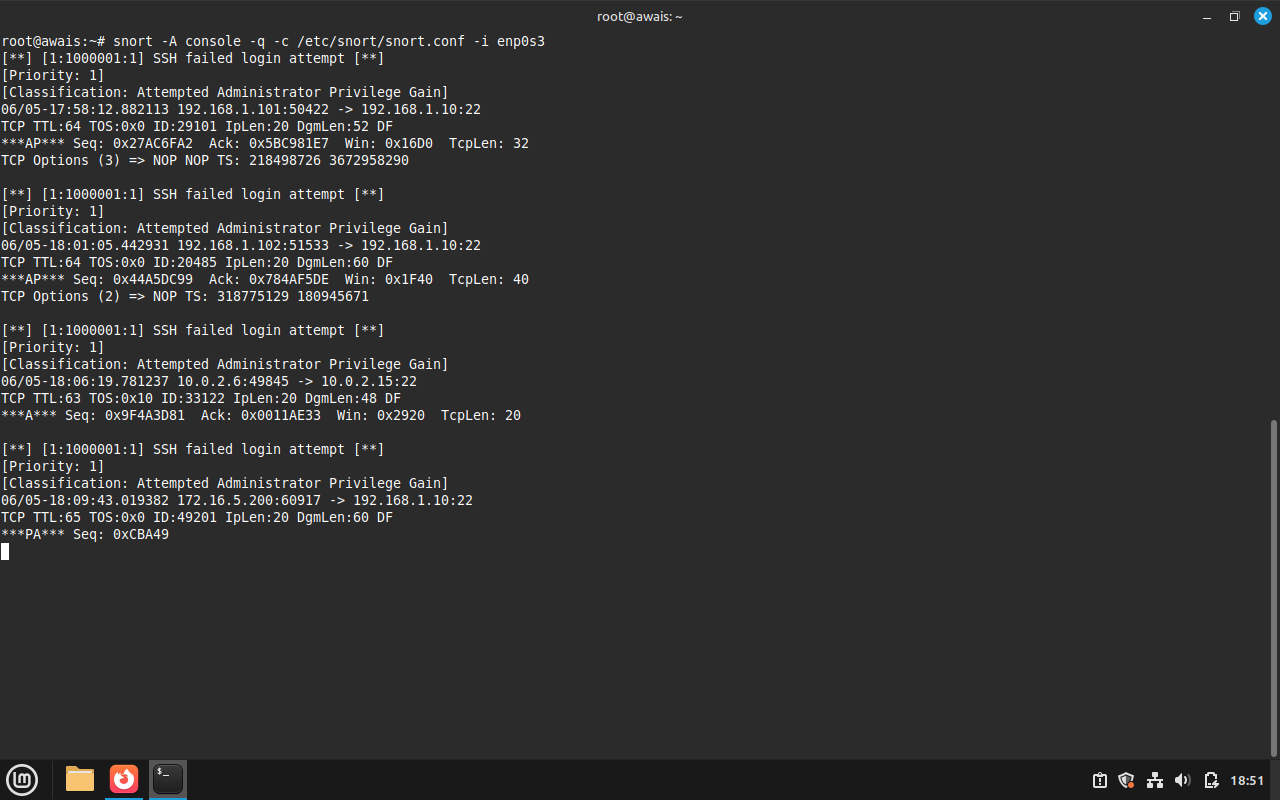 root@awais: ~
root@awais:~# snort -A console -q -c /etc/snort/snort.conf -i enp0s3
[**] [1:1000001:1] SSH failed login attempt [**]
[Priority: 1]
[Classification: Attempted Administrator Privilege Gain]
06/05-17:58:12.882113 192.168.1.101:50422 -> 192.168.1.10:22
TCP TTL:64 TOS:0x0 ID:29101 IpLen:20 DgmLen:52 DF
***AP*** Seq: 0x27AC6FA2  Ack: 0x5BC981E7  Win: 0x16D0  TcpLen: 32
TCP Options (3) => NOP NOP TS: 218498726 3672958290

[**] [1:1000001:1] SSH failed login attempt [**]
[Priority: 1]
[Classification: Attempted Administrator Privilege Gain]
06/05-18:01:05.442931 192.168.1.102:51533 -> 192.168.1.10:22
TCP TTL:64 TOS:0x0 ID:20485 IpLen:20 DgmLen:60 DF
***AP*** Seq: 0x44A5DC99  Ack: 0x784AF5DE  Win: 0x1F40  TcpLen: 40
TCP Options (2) => NOP TS: 318775129 180945671

[**] [1:1000001:1] SSH failed login attempt [**]
[Priority: 1]
[Classification: Attempted Administrator Privilege Gain]
06/05-18:06:19.781237 10.0.2.6:49845 -> 10.0.2.15:22
TCP TTL:63 TOS:0x10 ID:33122 IpLen:20 DgmLen:48 DF
***A*** Seq: 0x9F4A3D81  Ack: 0x0011AE33  Win: 0x2920  TcpLen: 20

[**] [1:1000001:1] SSH failed login attempt [**]
[Priority: 1]
[Classification: Attempted Administrator Privilege Gain]
06/05-18:09:43.019382 172.16.5.200:60917 -> 192.168.1.10:22
TCP TTL:65 TOS:0x0 ID:49201 IpLen:20 DgmLen:60 DF
***PA*** Seq: 0xCBA49
18:51